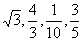 √3, 4/3, 1/10, 3/5